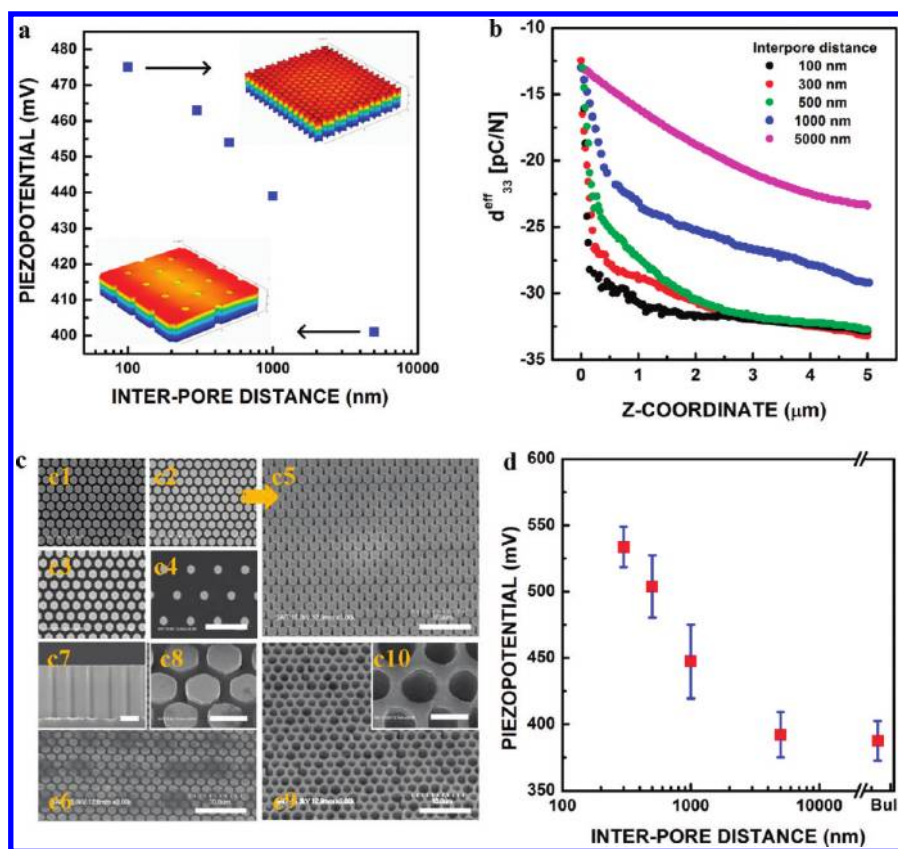 a
PIEZOPOTENTIAL (mV)
480
470
460
450
440
430
420
410
400
100
1000
10000
INTER-PORE DISTANCE (nm)
b
d^eff_33 [pC/N]
-10
-15
-20
-25
-30
-35
Interpore distance
100 nm
300 nm
500 nm
1000 nm
5000 nm
0
1
2
3
4
5
Z-COORDINATE (μm)
c
c1
c2
c5
c3
c4
c7
c8
c10
c6
c9
d
PIEZOPOTENTIAL (mV)
600
550
500
450
400
350
100
1000
10000
Bul
INTER-PORE DISTANCE (nm)